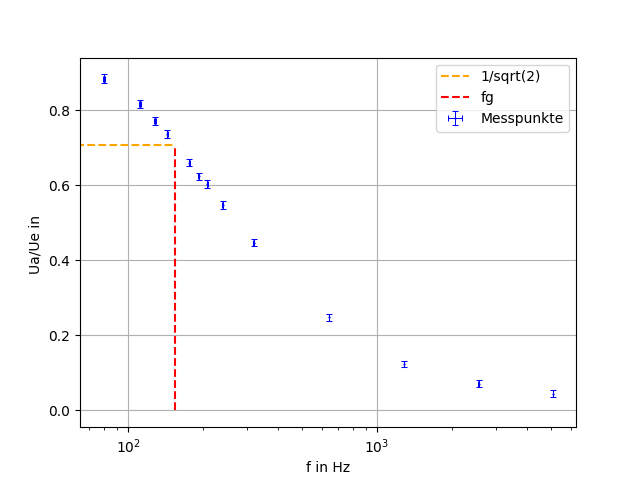 1/sqrt(2)
fg
Messpunkte
Ua/Ue in
0.8
0.6
0.4
0.2
0.0
10²
10³
f in Hz